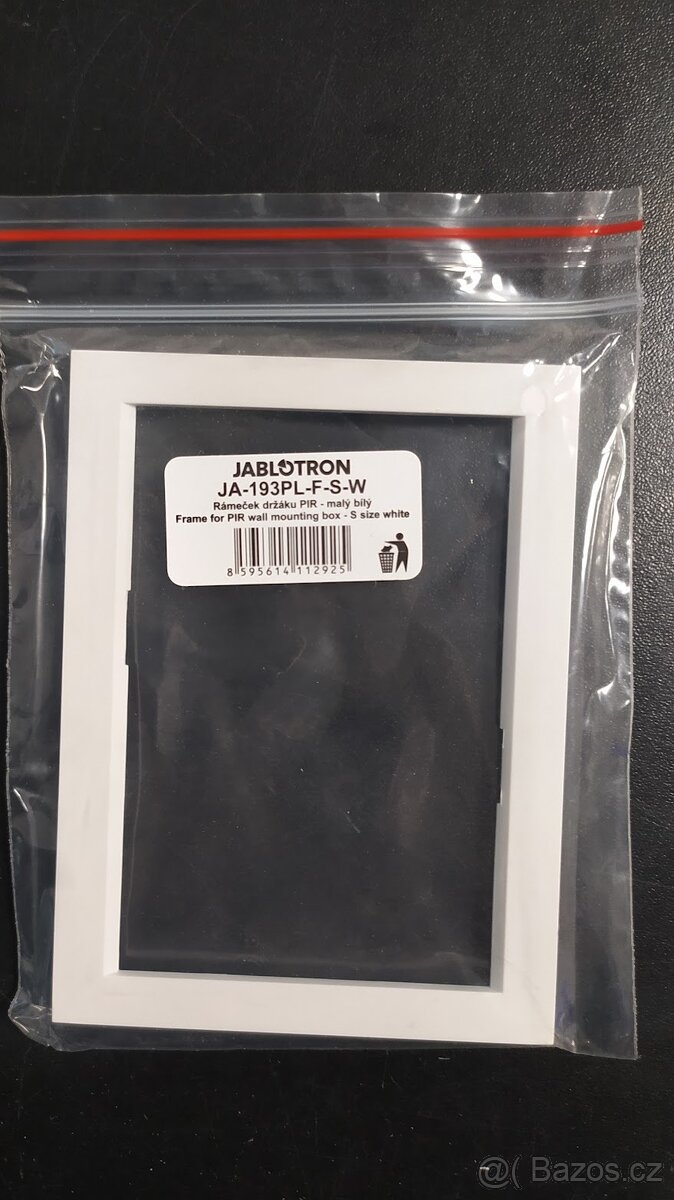 JABLOTRON
JA-193PL-F-S-W
Rámeček držáku PIR - malý bílý
Frame for PIR wall mounting box - S size white
8 595614 112925
@( Bazos.cz